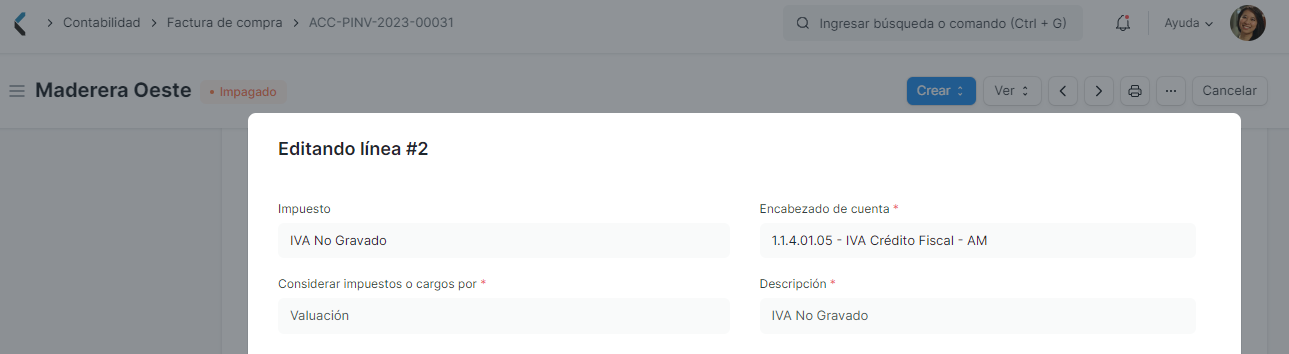 Contabilidad > Factura de compra > ACC-PINV-2023-00031
Ingresar búsqueda o comando (Ctrl + G)
Ayuda
Maderera Oeste
Impagado
Crear
Ver
Cancelar
Editando línea #2
Impuesto
IVA No Gravado
Encabezado de cuenta *
1.1.4.01.05 - IVA Crédito Fiscal - AM
Considerar impuestos o cargos por *
Valuación
Descripción *
IVA No Gravado